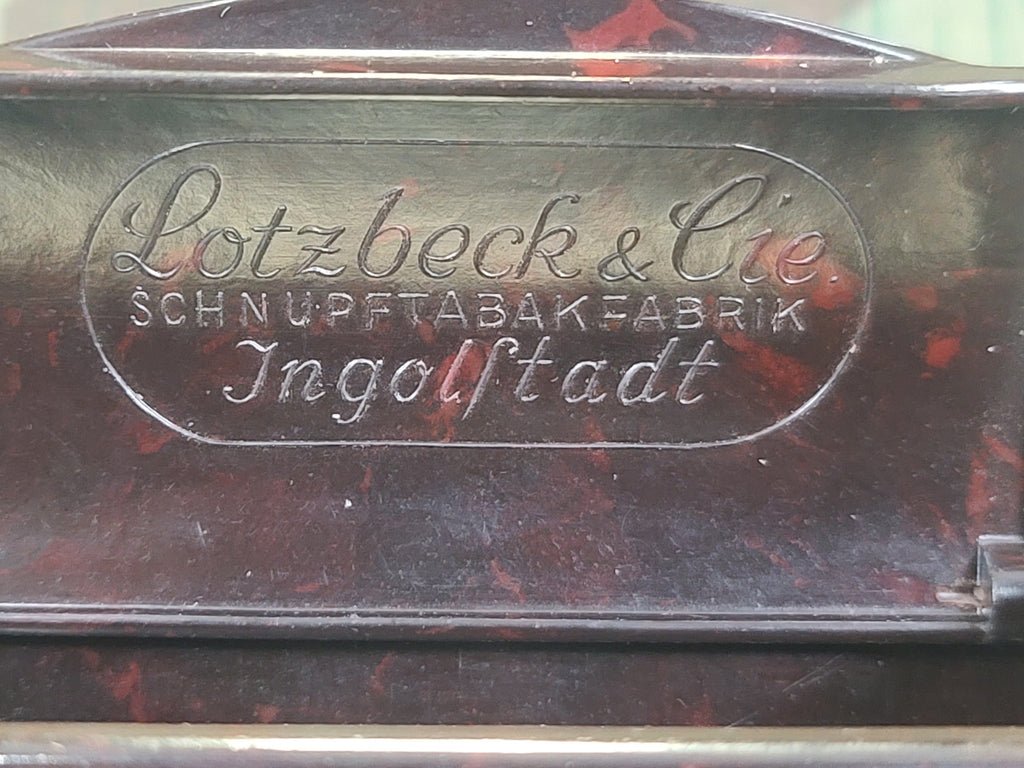 Lotzbeck & Cie.
SCHNUPFTABAKFABRIK
Ingolſtadt